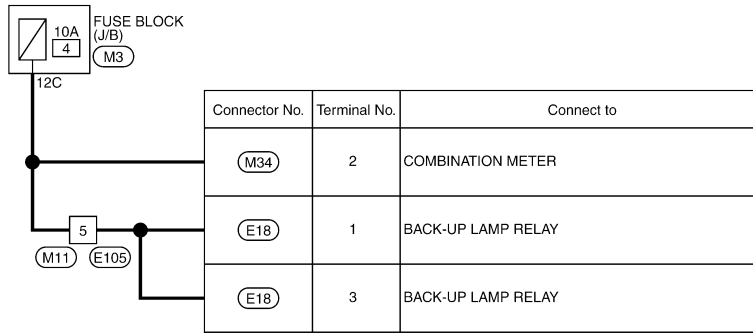 FUSE BLOCK
(J/B)
10A
4
M3
12C
Connector No. Terminal No. Connect to
M34 2 COMBINATION METER
5
E18 1 BACK-UP LAMP RELAY
M11 E105
E18 3 BACK-UP LAMP RELAY